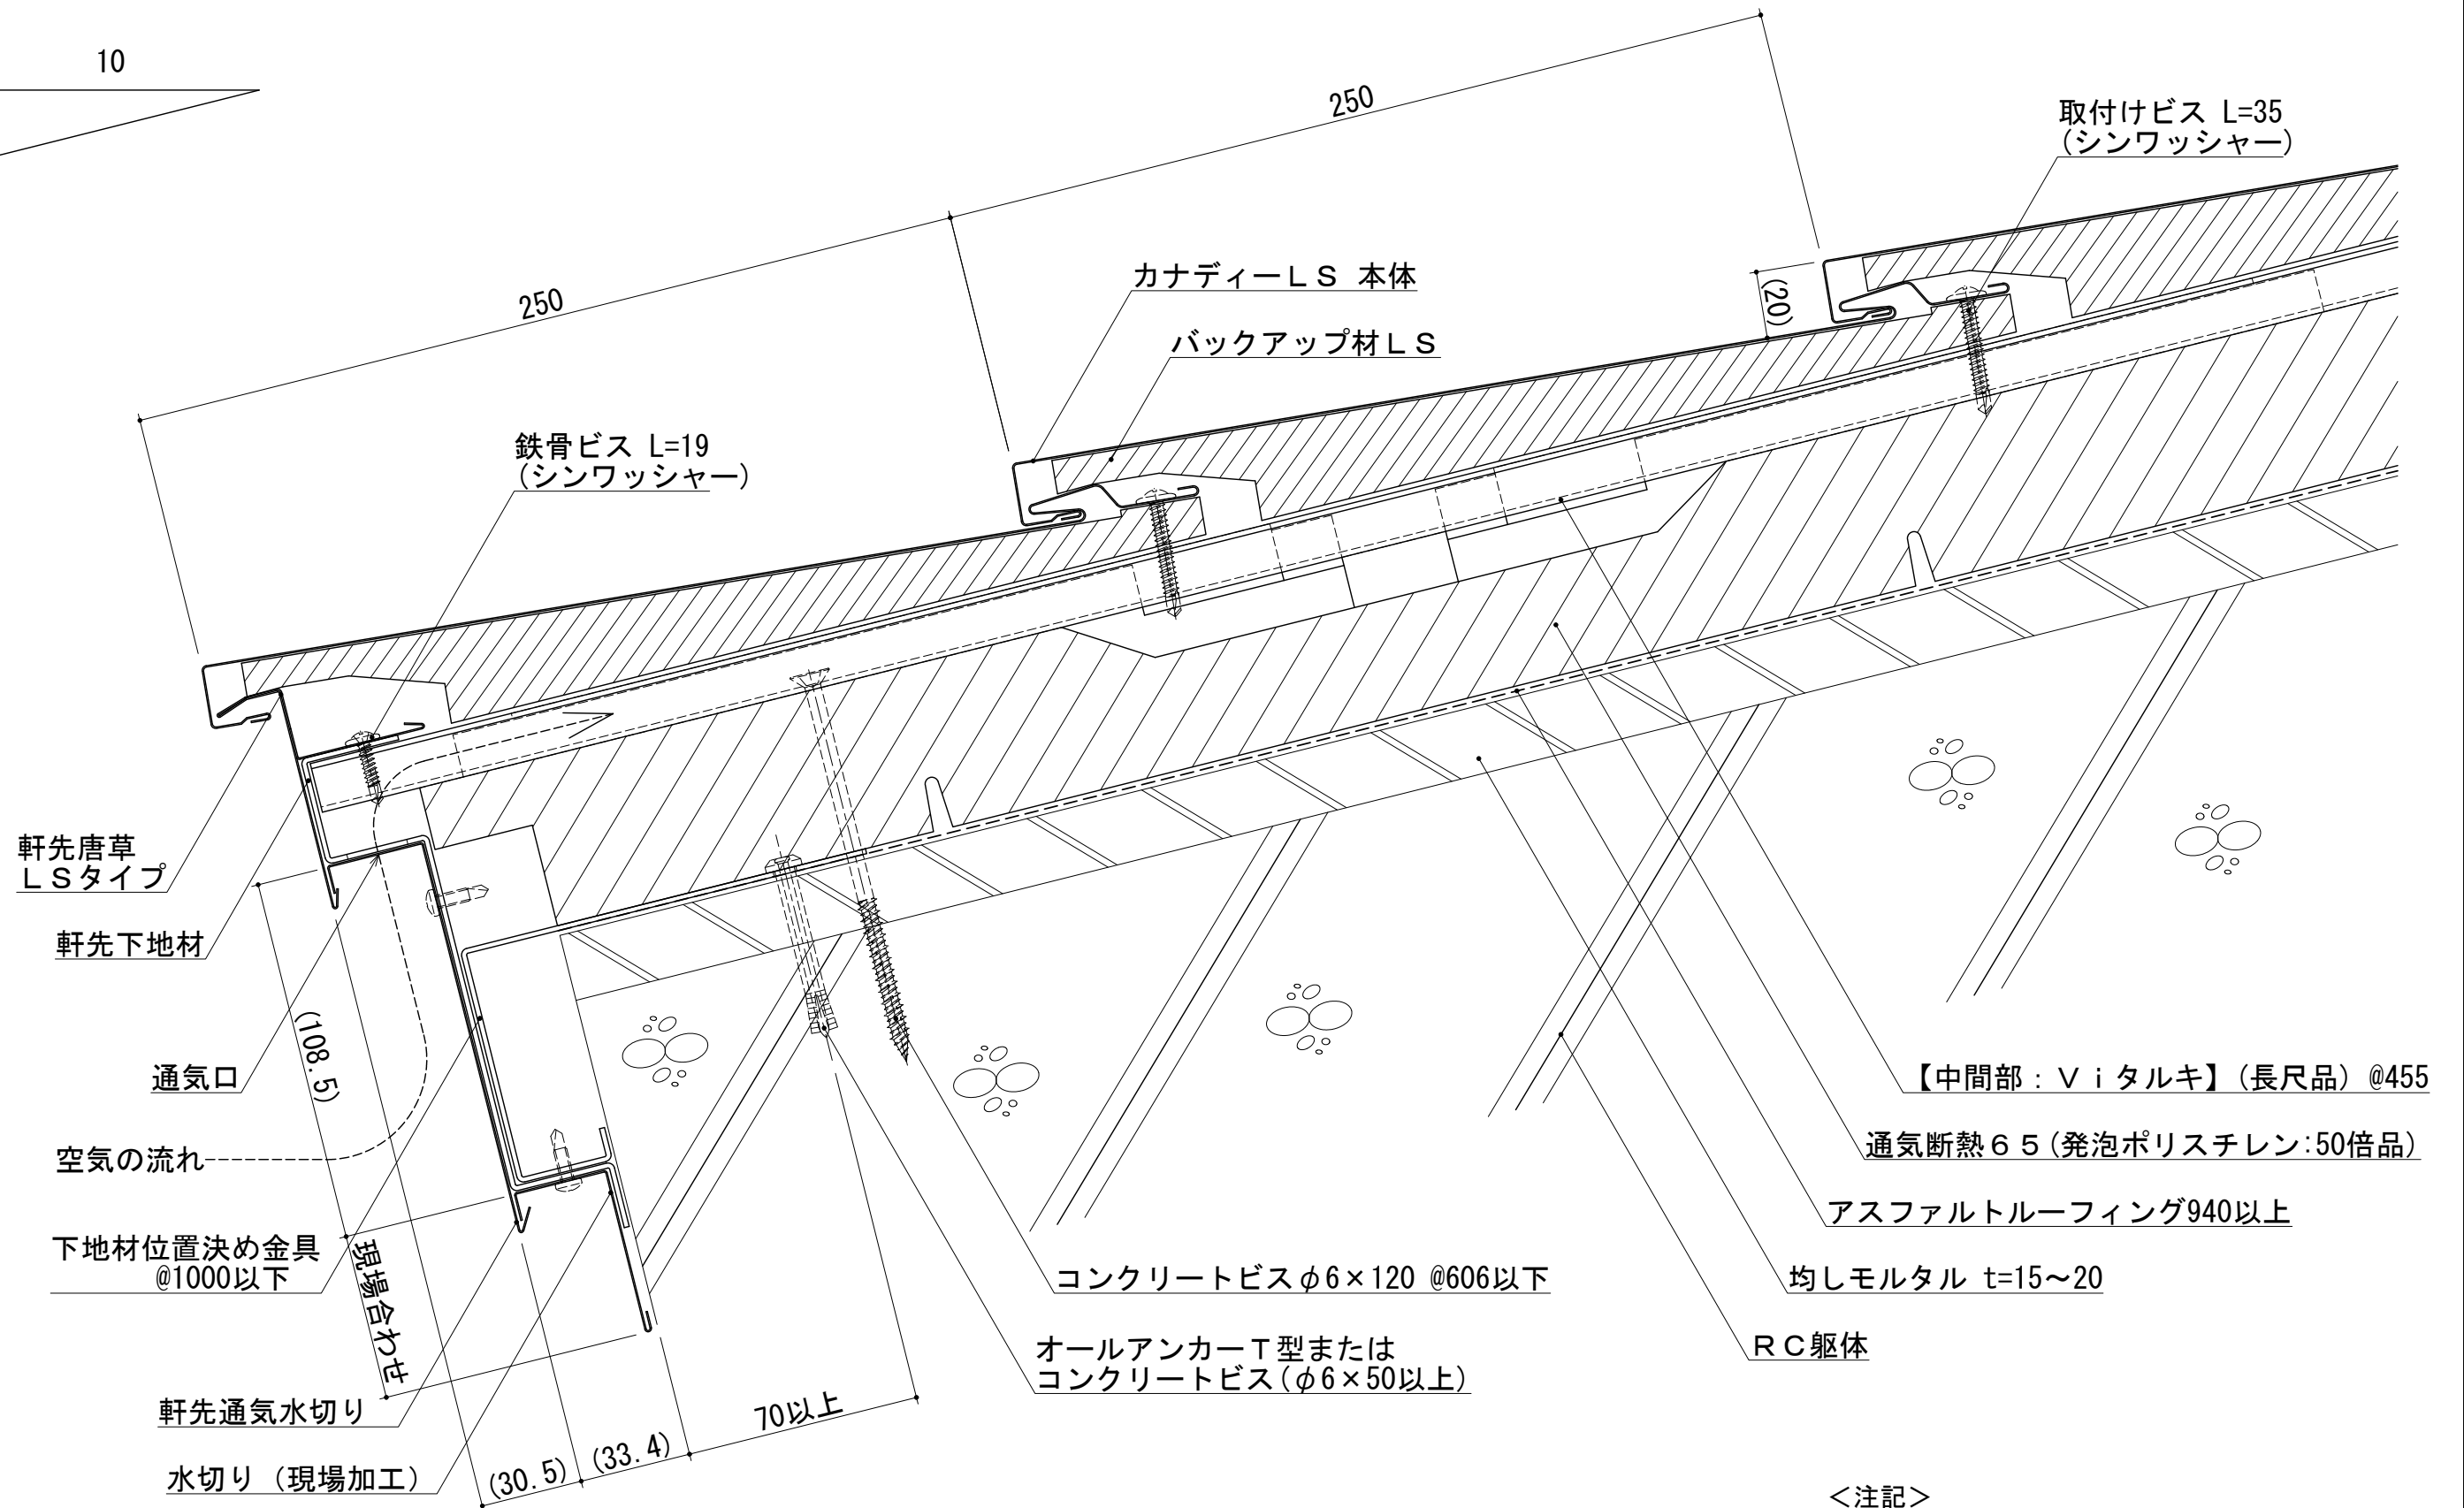 10
250
取付けビス L=35
(シンワッシャー)
カナディーLS 本体
250
バックアップ材LS
(20)
鉄骨ビス L=19
(シンワッシャー)
軒先唐草
LSタイプ
軒先下地材
(108.5)
通気口
【中間部：Viタルキ】(長尺品) @455
空気の流れ
通気断熱65(発泡ポリスチレン:50倍品)
アスファルトルーフィング940以上
下地材位置決め金具
@1000以下
現場合わせ
コンクリートビスφ6×120 @606以下
均しモルタル t=15～20
オールアンカーT型または
コンクリートビス(φ6×50以上)
RC躯体
軒先通気水切り
70以上
(33.4)
(30.5)
水切り（現場加工）
＜注記＞